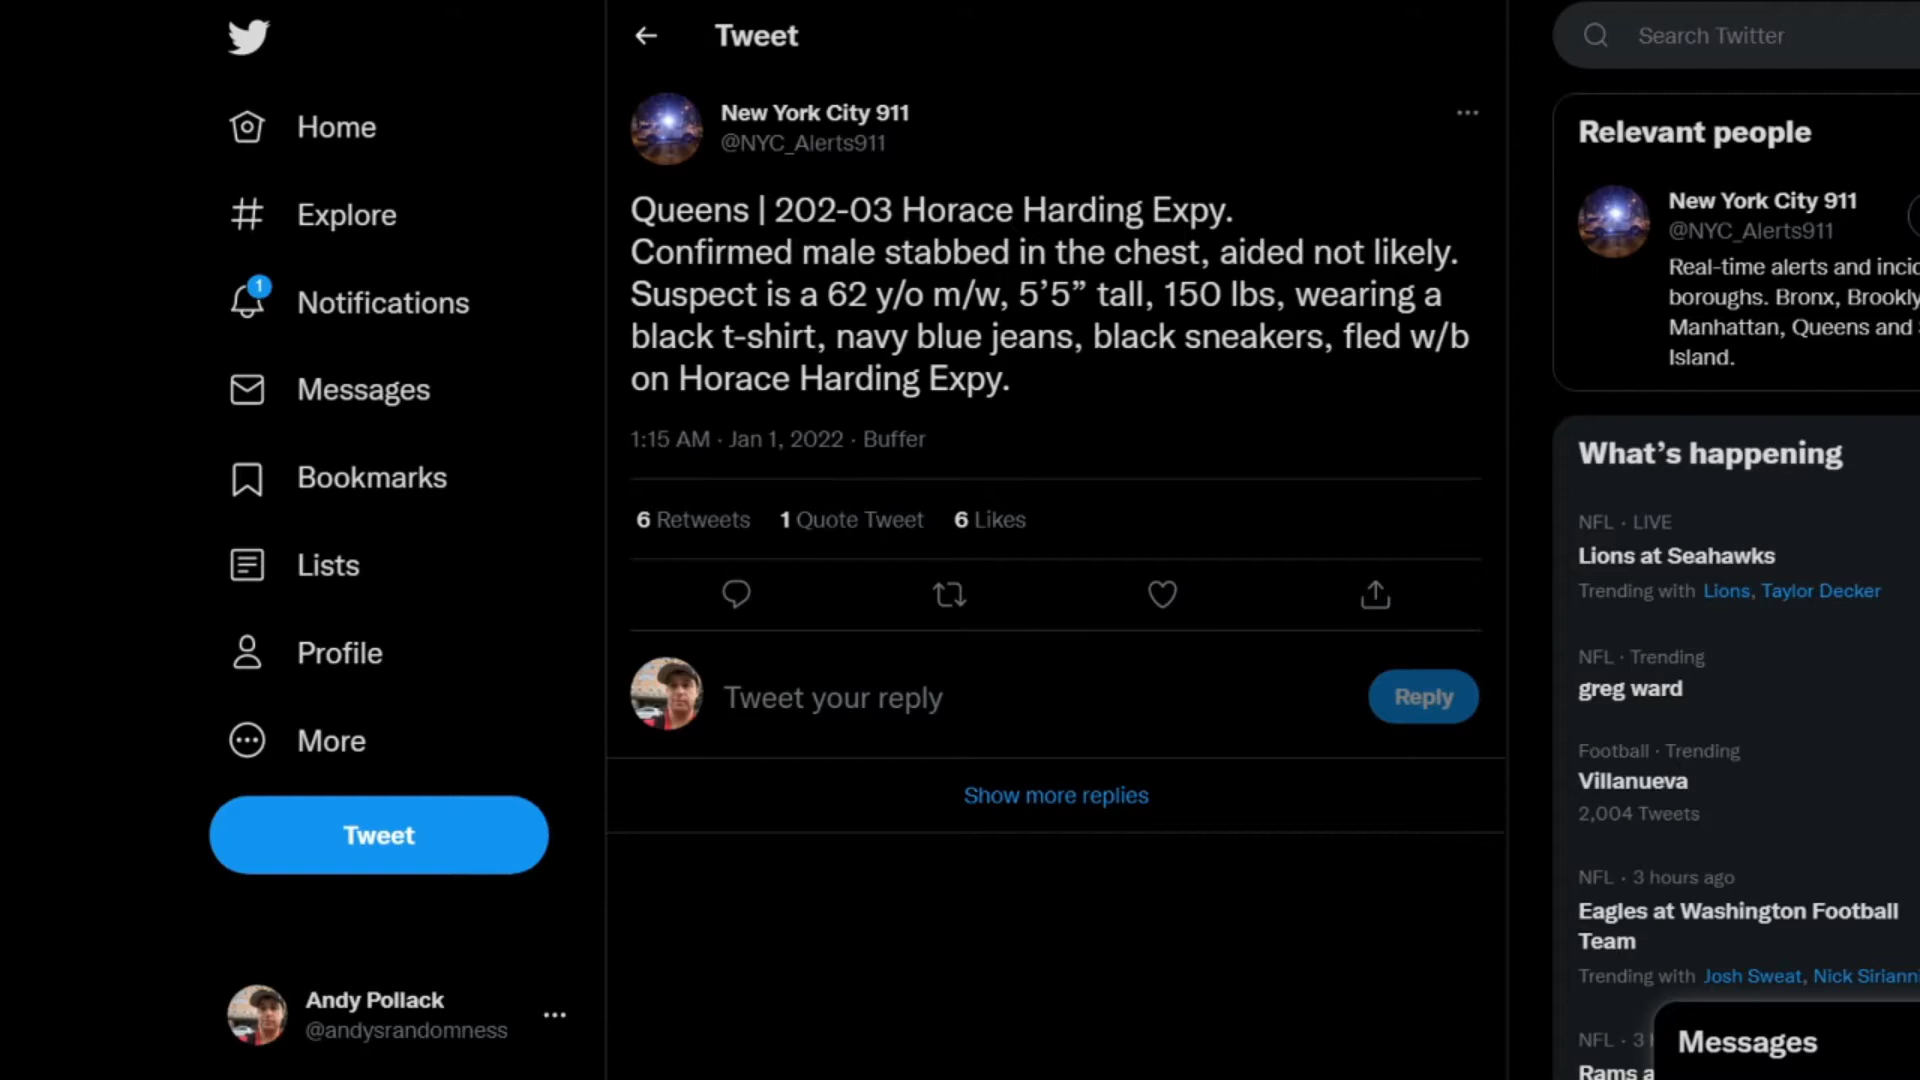 Home
Explore
1
Notifications
Messages
Bookmarks
Lists
Profile
More
Tweet
Andy Pollack
@andysrandomness
Tweet
New York City 911
@NYC_Alerts911
Queens | 202-03 Horace Harding Expy.
Confirmed male stabbed in the chest, aided not likely.
Suspect is a 62 y/o m/w, 5’5” tall, 150 lbs, wearing a
black t-shirt, navy blue jeans, black sneakers, fled w/b
on Horace Harding Expy.
1:15 AM · Jan 1, 2022 · Buffer
6 Retweets 1 Quote Tweet 6 Likes
Tweet your reply
Reply
Show more replies
Search Twitter
Relevant people
New York City 911
@NYC_Alerts911
Real-time alerts and incid
boroughs. Bronx, Brookly
Manhattan, Queens and
Island.
What’s happening
NFL · LIVE
Lions at Seahawks
Trending with Lions, Taylor Decker
NFL · Trending
greg ward
Football · Trending
Villanueva
2,004 Tweets
NFL · 3 hours ago
Eagles at Washington Football
Team
Trending with Josh Sweat, Nick Sirianni
NFL · 3
Rams a
Messages